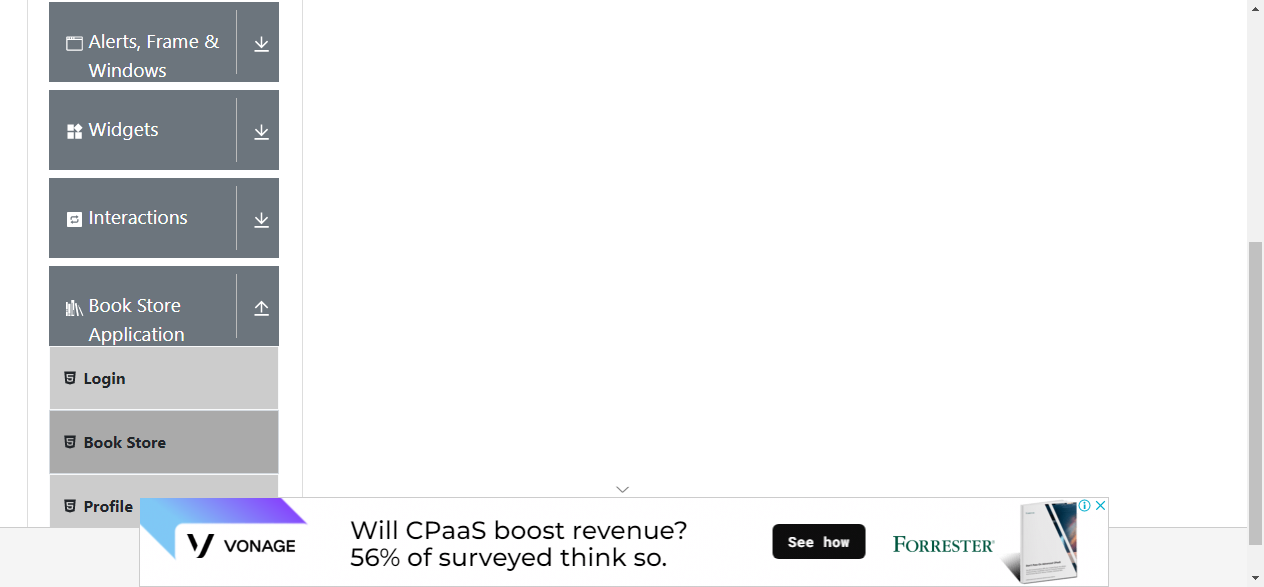 Alerts, Frame &
Windows
Widgets
Interactions
Book Store
Application
Login
Book Store
Profile
VONAGE
Will CPaaS boost revenue?
56% of surveyed think so.
See how
FORRESTER